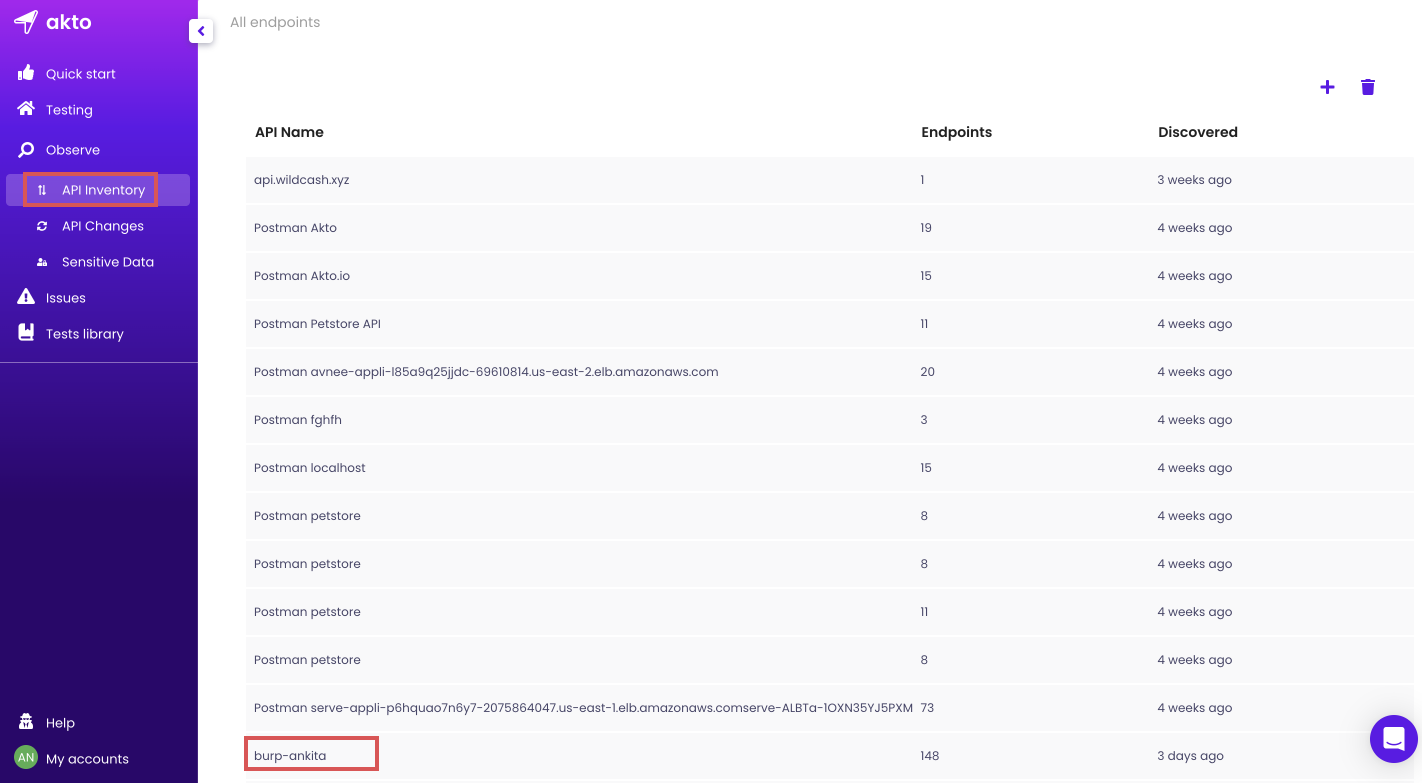 akto
All endpoints
Quick start
Testing
Observe
API Inventory
API Changes
Sensitive Data
Issues
Tests library
Help
AN My accounts
API Name Endpoints Discovered
api.wildcash.xyz 1 3 weeks ago
Postman Akto 19 4 weeks ago
Postman Akto.io 15 4 weeks ago
Postman Petstore API 11 4 weeks ago
Postman avnee-appli-l85a9q25jjdc-69610814.us-east-2.elb.amazonaws.com 20 4 weeks ago
Postman fghfh 3 4 weeks ago
Postman localhost 15 4 weeks ago
Postman petstore 8 4 weeks ago
Postman petstore 8 4 weeks ago
Postman petstore 11 4 weeks ago
Postman petstore 8 4 weeks ago
Postman serve-appli-p6hquao7n6y7-2075864047.us-east-1.elb.amazonaws.comserve-ALBTa-1OXN35YJ5PXM 73 4 weeks ago
burp-ankita 148 3 days ago